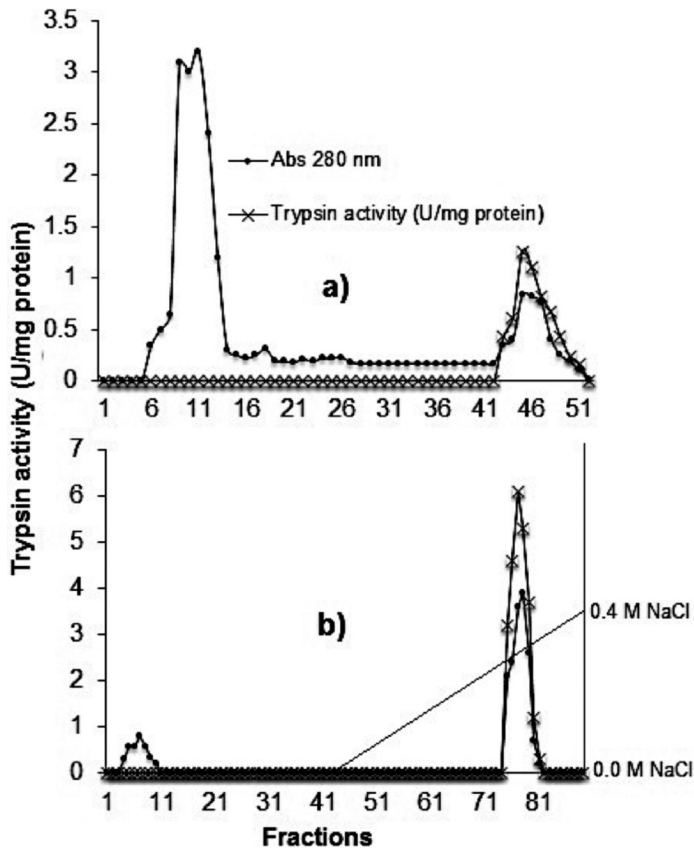 Trypsin activity (U/mg protein)
3.5
3
2.5
2
1.5
1
0.5
0
Abs 280 nm
Trypsin activity (U/mg protein)
a)
1 6 11 16 21 26 31 36 41 46 51
7
6
5
4
3
2
1
0
b)
0.4 M NaCl
0.0 M NaCl
1 11 21 31 41 51 61 71 81
Fractions